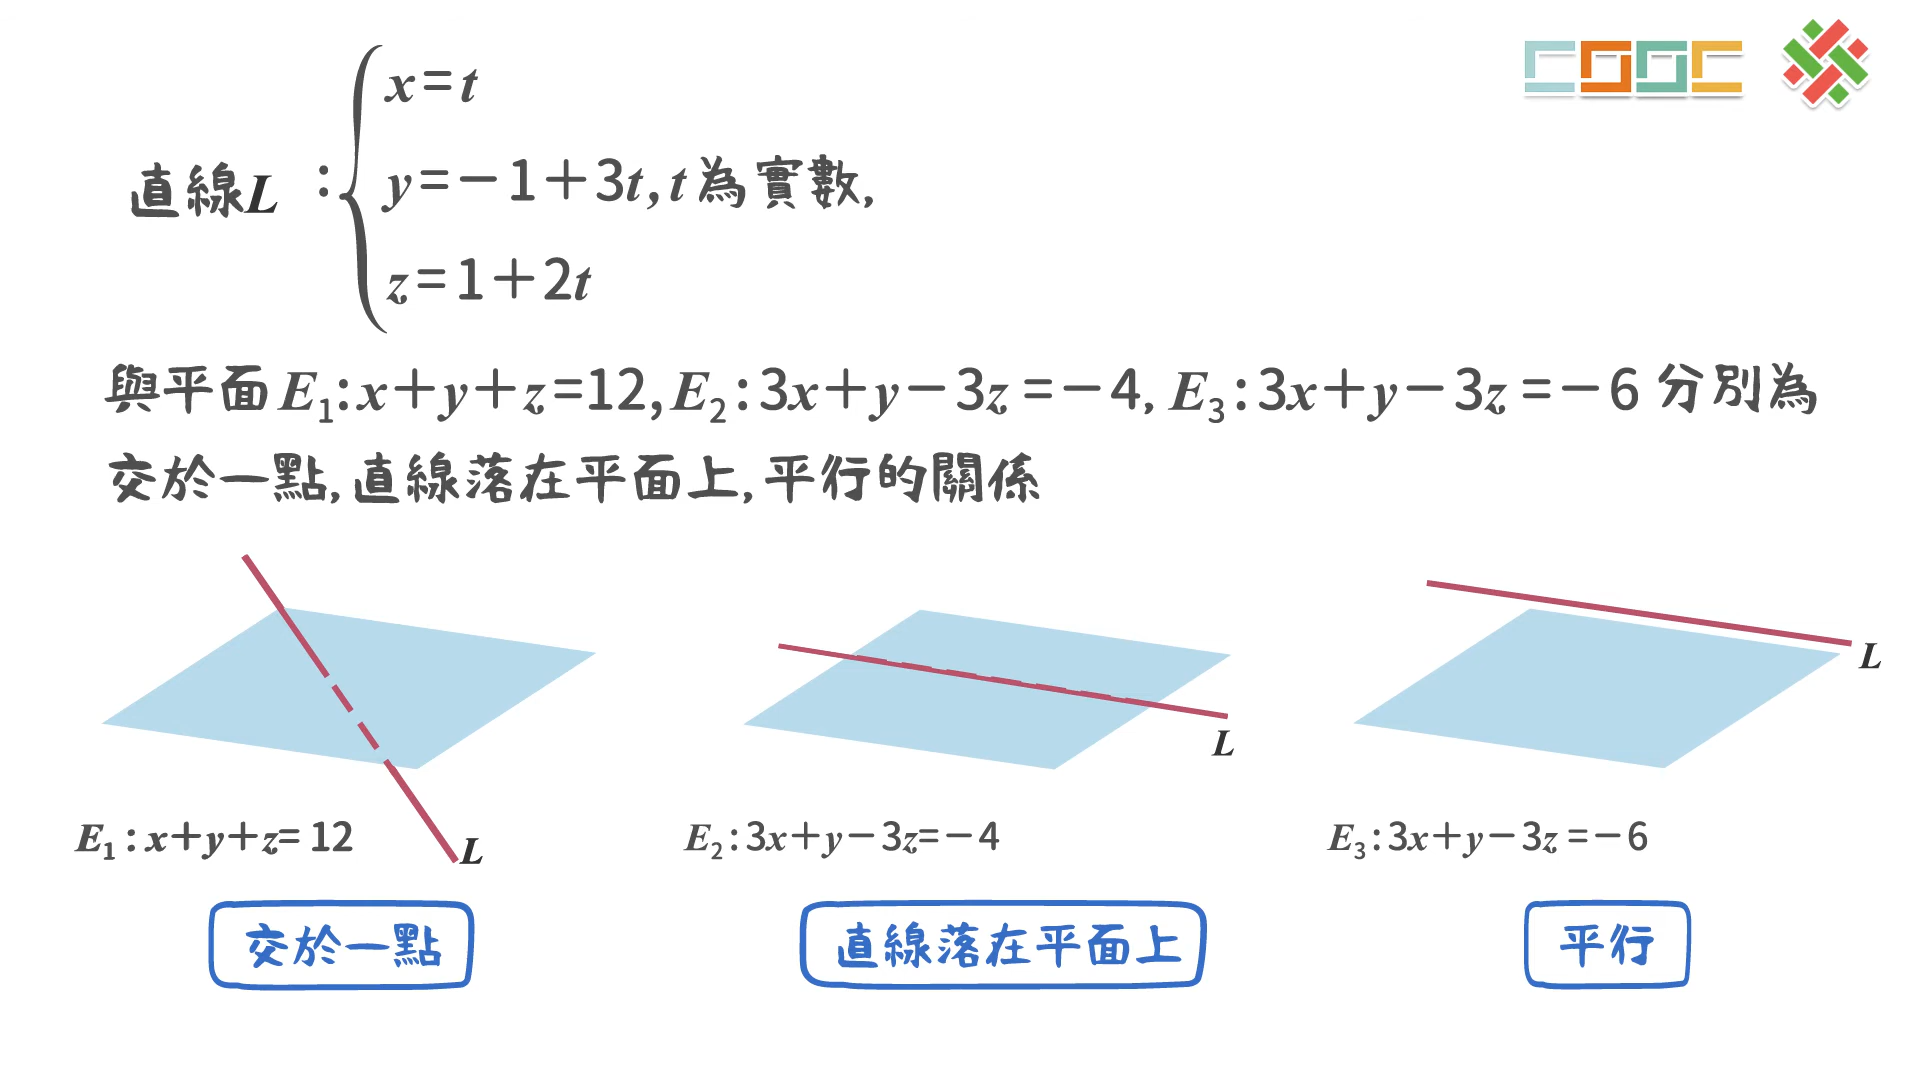 x=t
直線L : y=-1+3t, t為實數,
z=1+2t
與平面E₁:x+y+z=12, E₂:3x+y-3z=-4, E₃:3x+y-3z=-6 分別為
交於一點,直線落在平面上,平行的關係
L
L
L
E₁:x+y+z=12
E₂:3x+y-3z=-4
E₃:3x+y-3z=-6
交於一點
直線落在平面上
平行